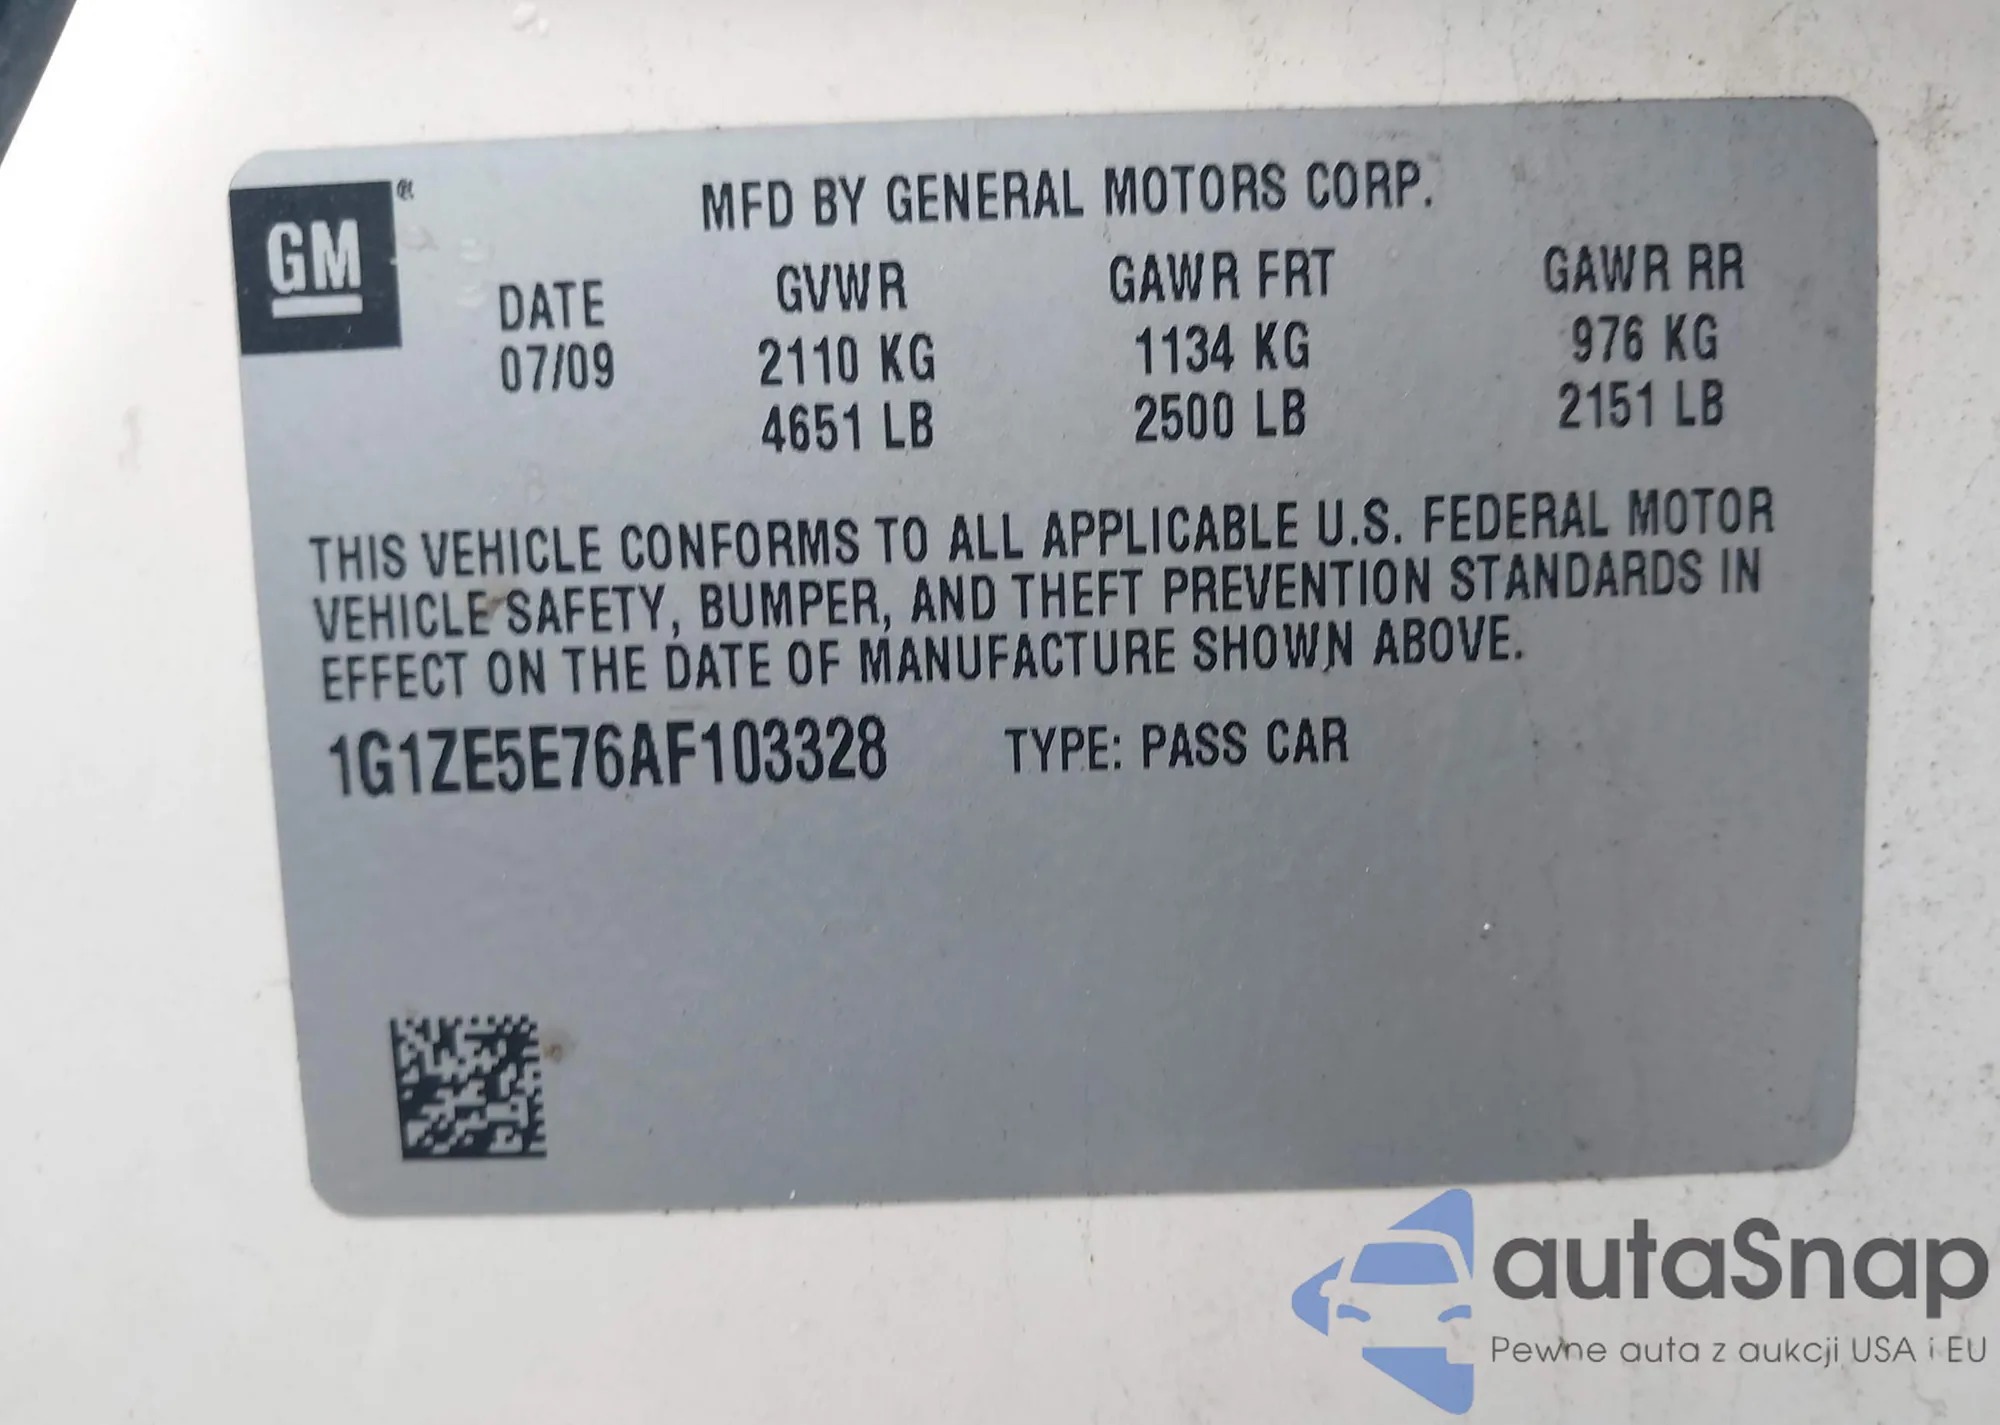 MFD BY GENERAL MOTORS CORP.
GM ®
DATE GVWR GAWR FRT GAWR RR
07/09 2110 KG 1134 KG 976 KG
4651 LB 2500 LB 2151 LB
THIS VEHICLE CONFORMS TO ALL APPLICABLE U.S. FEDERAL MOTOR
VEHICLE SAFETY, BUMPER, AND THEFT PREVENTION STANDARDS IN
EFFECT ON THE DATE OF MANUFACTURE SHOWN ABOVE.
1G1ZE5E76AF103328 TYPE: PASS CAR
autaSnap
Pewne auta z aukcji USA i EU